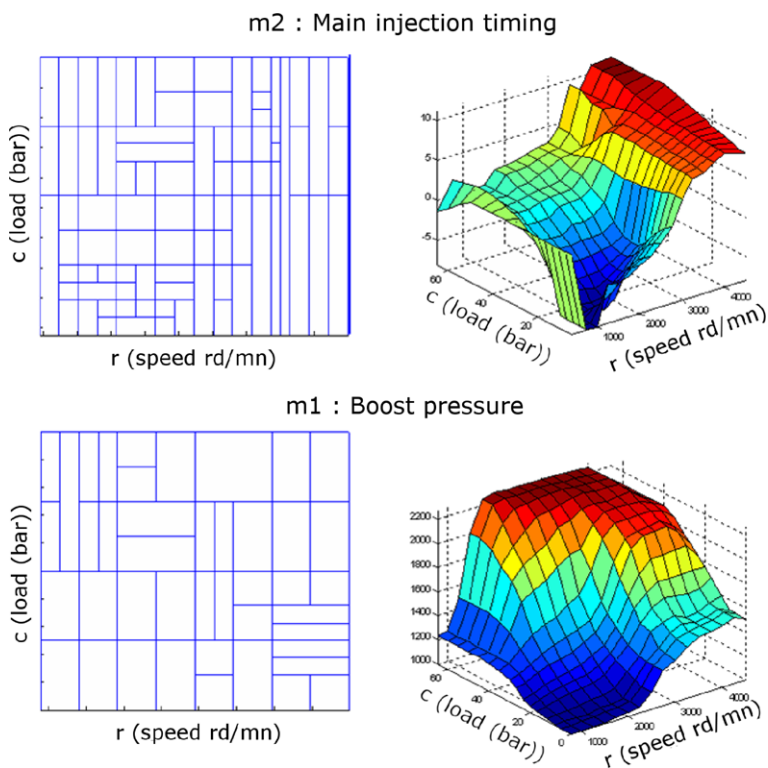 m2 : Main injection timing
c (load (bar))
r (speed rd/mn)
10
5
0
-5
60
40
20
c (load (bar))
1000
2000
3000
4000
r (speed rd/mn)
m1 : Boost pressure
c (load (bar))
r (speed rd/mn)
2200
2000
1800
1600
1400
1200
1000
60
40
20
0
c (load (bar))
1000
2000
3000
4000
r (speed rd/mn)